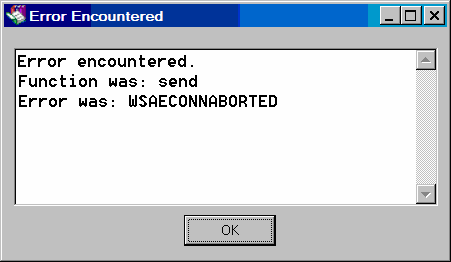 Error Encountered
Error encountered.
Function was: send
Error was: WSAECONNABORTED
OK